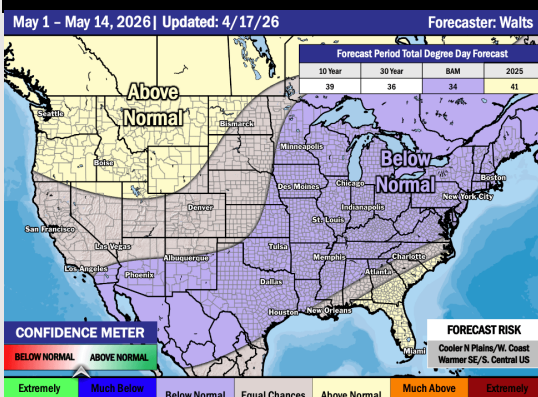 May 1 – May 14, 2026| Updated: 4/17/26
Forecaster: Walts
Forecast Period Total Degree Day Forecast
10 Year 30 Year BAM 2025
39 36 34 41
Above
Normal
Seattle
Bismarck
Minneapolis
Below
Normal
Boise
Boston
Des Moines
Chicago
New York City
Denver
Indianapolis
St. Louis
San Francisco
Las Vegas
Albuquerque
Tulsa
Memphis
Charlotte
Los Angeles
Phoenix
Atlanta
Dallas
Houston
New Orleans
Miami
CONFIDENCE METER
BELOW NORMAL ABOVE NORMAL
FORECAST RISK
Cooler N Plains/W. Coast
Warmer SE/S. Central US
Extremely Much Below Below Normal Equal Chances Above Normal Much Above Extremely